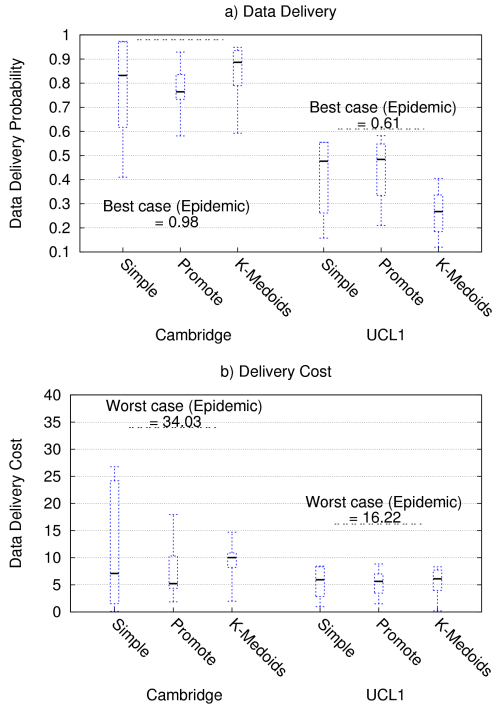 a) Data Delivery
Data Delivery Probability
1
0.9
0.8
0.7
0.6
0.5
0.4
0.3
0.2
0.1
Best case (Epidemic)
= 0.61
Best case (Epidemic)
= 0.98
Simple
Promote
K-Medoids
Simple
Promote
K-Medoids
Cambridge
UCL1
b) Delivery Cost
Data Delivery Cost
40
35
30
25
20
15
10
5
0
Worst case (Epidemic)
= 34.03
Worst case (Epidemic)
= 16.22
Simple
Promote
K-Medoids
Simple
Promote
K-Medoids
Cambridge
UCL1